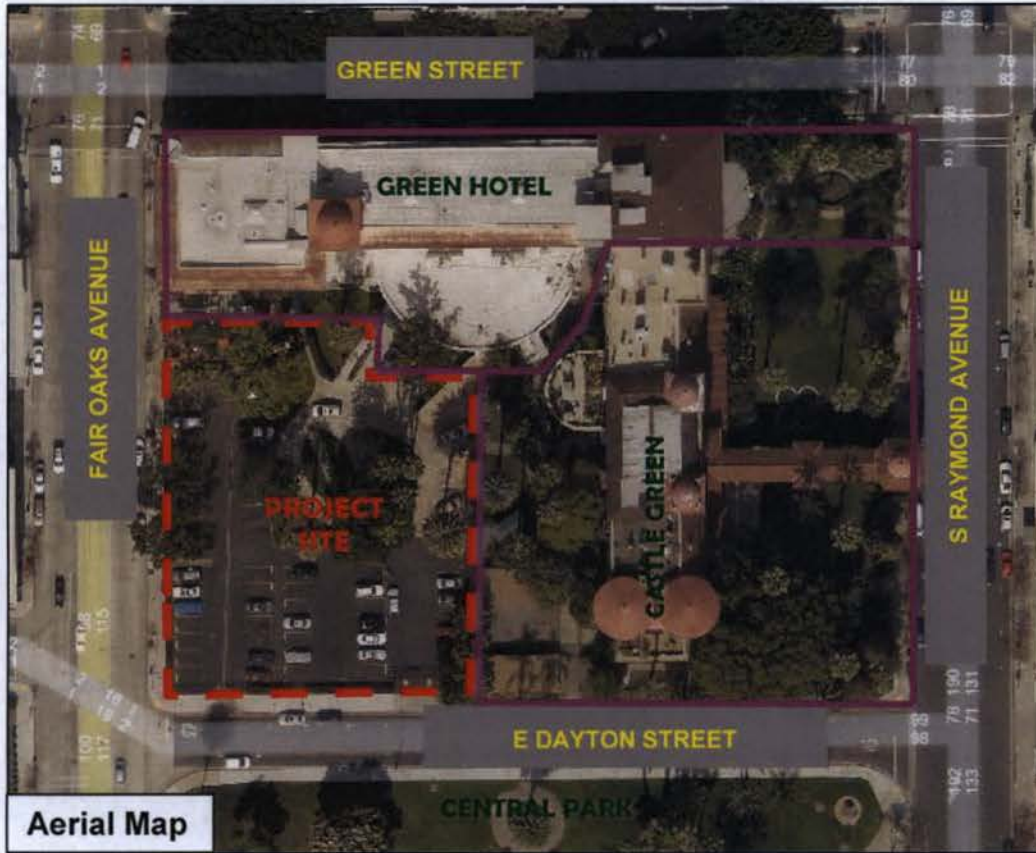 GREEN STREET
GREEN HOTEL
FAIR OAKS AVENUE
S RAYMOND AVENUE
PROJECT
SITE
CASTLE GREEN
E DAYTON STREET
CENTRAL PARK
Aerial Map